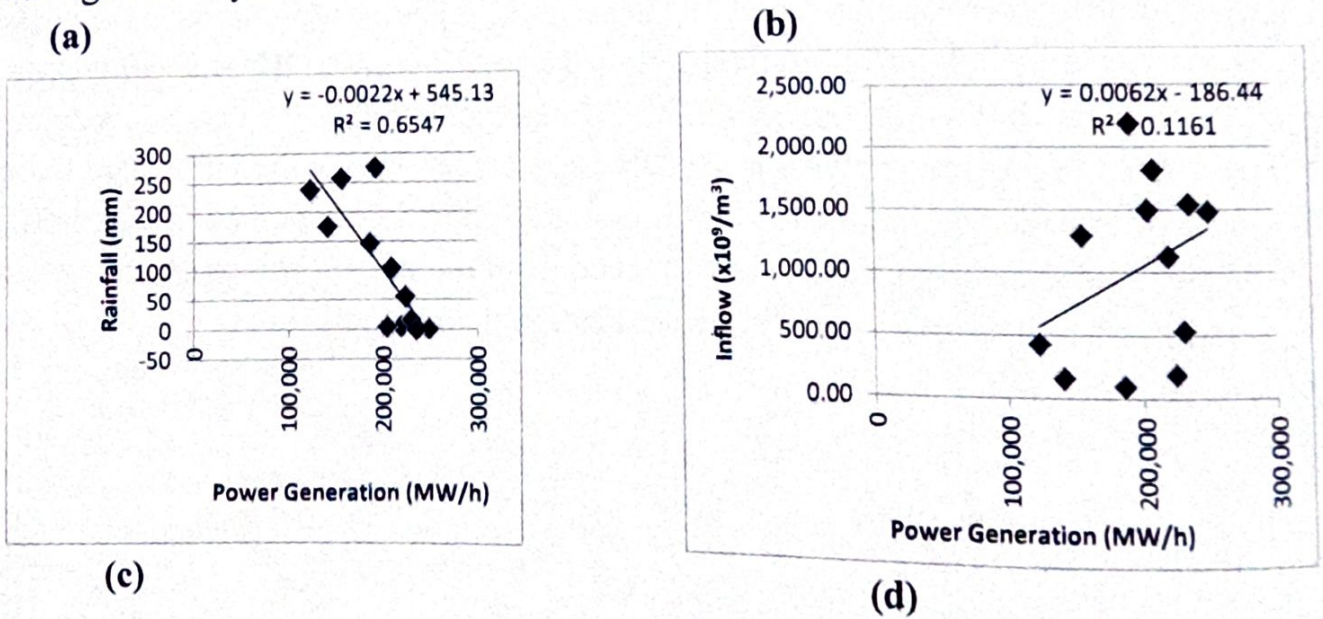 (a)
y = -0.0022x + 545.13
R² = 0.6547
300
250
200
150
100
50
0
-50
0
100,000
200,000
300,000
Rainfall (mm)
Power Generation (MW/h)
(b)
y = 0.0062x - 186.44
R² 0.1161
2,500.00
2,000.00
1,500.00
1,000.00
500.00
0.00
0
100,000
200,000
300,000
Inflow (x10⁹/m³)
Power Generation (MW/h)
(c)
(d)